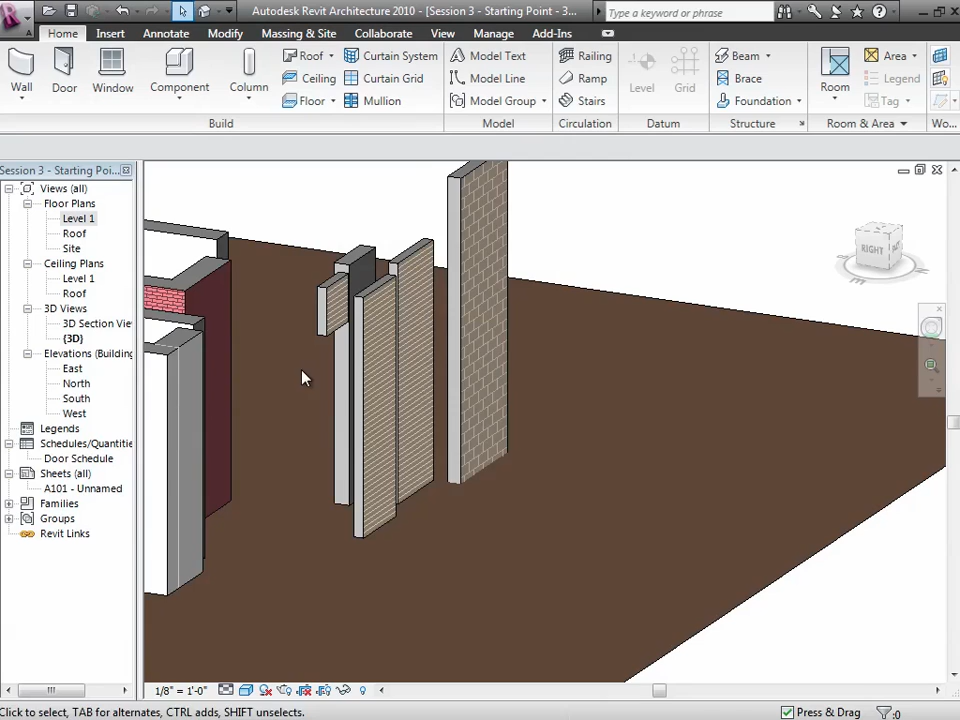 Autodesk Revit Architecture 2010 - [Session 3 - Starting Point - 3...
Type a keyword or phrase
Home Insert Annotate Modify Massing & Site Collaborate View Manage Add-Ins
Wall Door Window Component Column
Roof Curtain System
Ceiling Curtain Grid
Floor Mullion
Model Text
Model Line
Model Group
Railing
Ramp
Stairs
Level Grid
Beam
Brace
Foundation
Room
Area
Legend
Tag
Build Model Circulation Datum Structure Room & Area Wo...
Session 3 - Starting Poi...
Views (all)
Floor Plans
Level 1
Roof
Site
Ceiling Plans
Level 1
Roof
3D Views
3D Section Vie
{3D}
Elevations (Building
East
North
South
West
Legends
Schedules/Quantitie
Door Schedule
Sheets (all)
A101 - Unnamed
Families
Groups
Revit Links
RIGHT
1/8" = 1'-0"
Click to select, TAB for alternates, CTRL adds, SHIFT unselects.
Press & Drag
:0